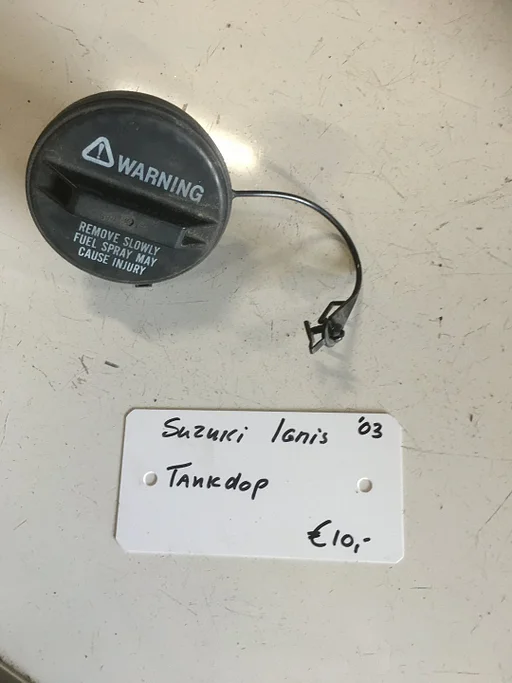 WARNING
REMOVE SLOWLY
FUEL SPRAY MAY
CAUSE INJURY
Suzuki Ignis '03
Tankdop
€10,-